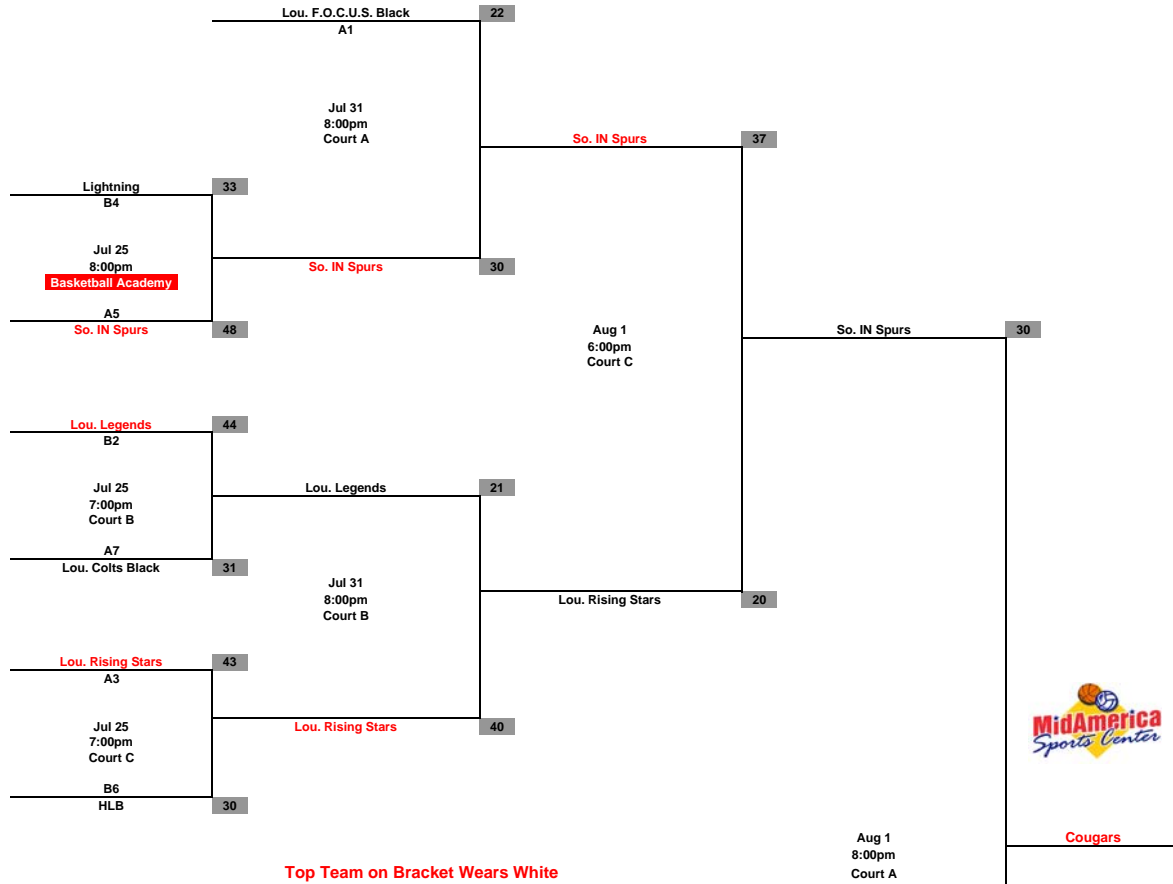 Lou. F.O.C.U.S. Black 22
A1
Jul 31
8:00pm
Court A
So. IN Spurs 37
Lightning 33
B4
Jul 25
8:00pm
Basketball Academy
So. IN Spurs 30
A5
So. IN Spurs 48
Aug 1
6:00pm
Court C
So. IN Spurs 30
Lou. Legends 44
B2
Jul 25
7:00pm
Court B
Lou. Legends 21
A7
Lou. Colts Black 31
Jul 31
8:00pm
Court B
Lou. Rising Stars 20
Lou. Rising Stars 43
A3
Jul 25
7:00pm
Court C
Lou. Rising Stars 40
B6
HLB 30
MidAmerica
Sports Center
Aug 1
8:00pm
Court A
Cougars
Top Team on Bracket Wears White